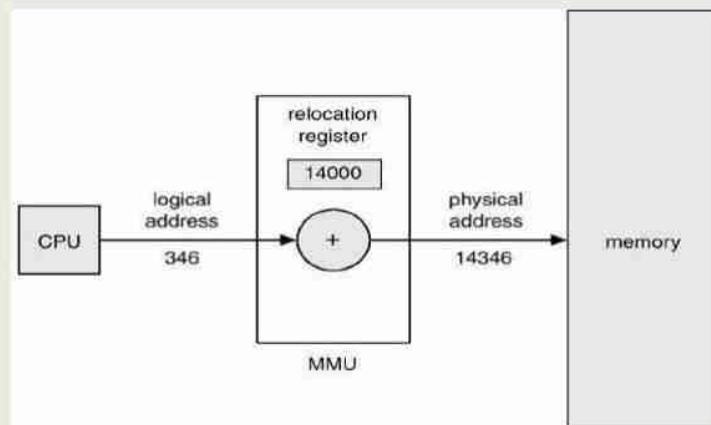 relocation
register
14000
logical
address
346
CPU
+
physical
address
14346
memory
MMU